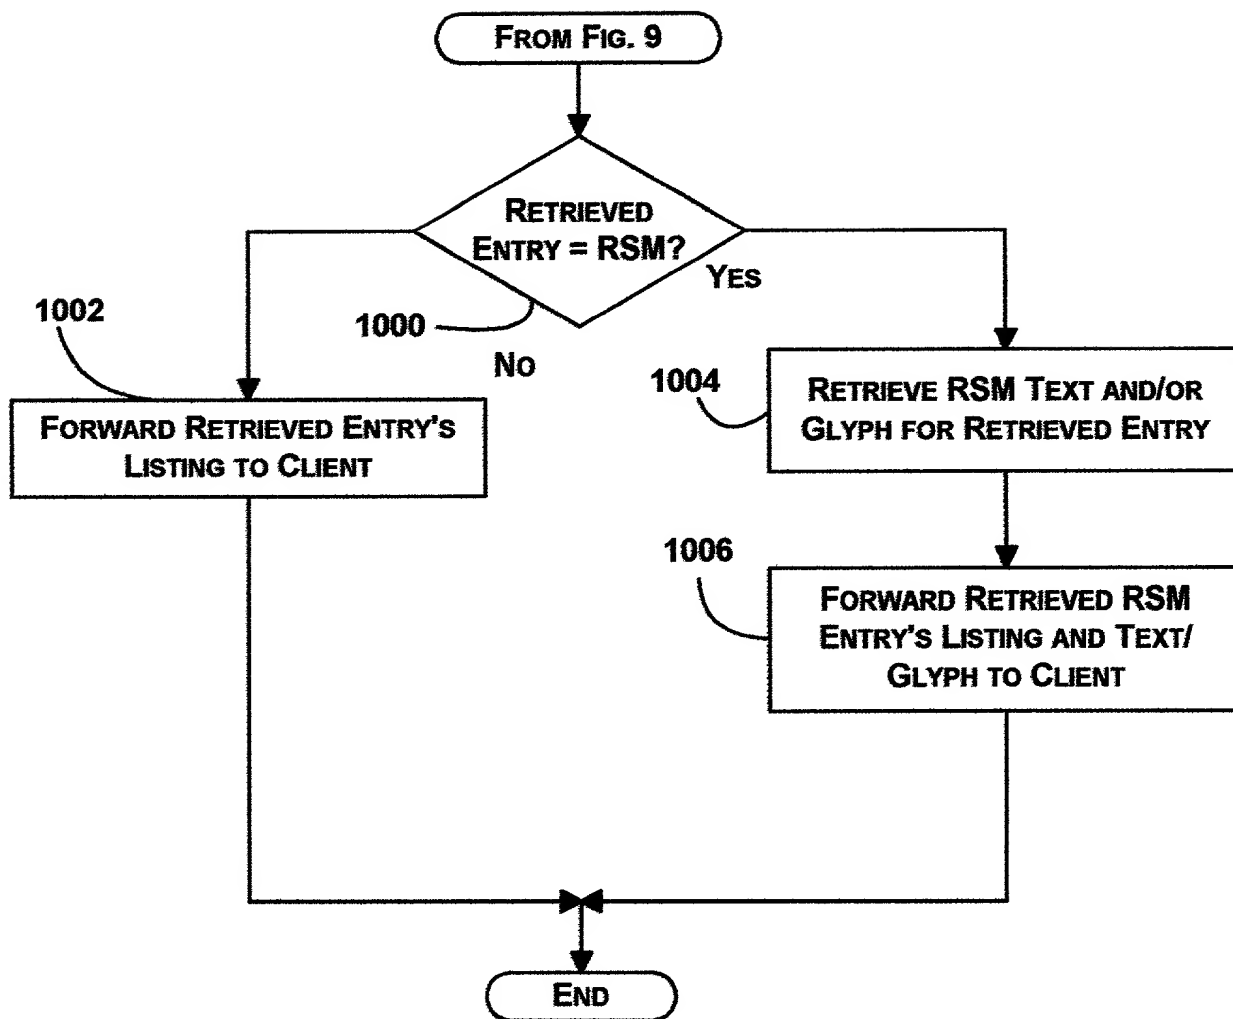 FROM FIG. 9
RETRIEVED
ENTRY = RSM?
YES
1000
NO
1002
FORWARD RETRIEVED ENTRY'S
LISTING TO CLIENT
1004
RETRIEVE RSM TEXT AND/OR
GLYPH FOR RETRIEVED ENTRY
1006
FORWARD RETRIEVED RSM
ENTRY'S LISTING AND TEXT/
GLYPH TO CLIENT
END